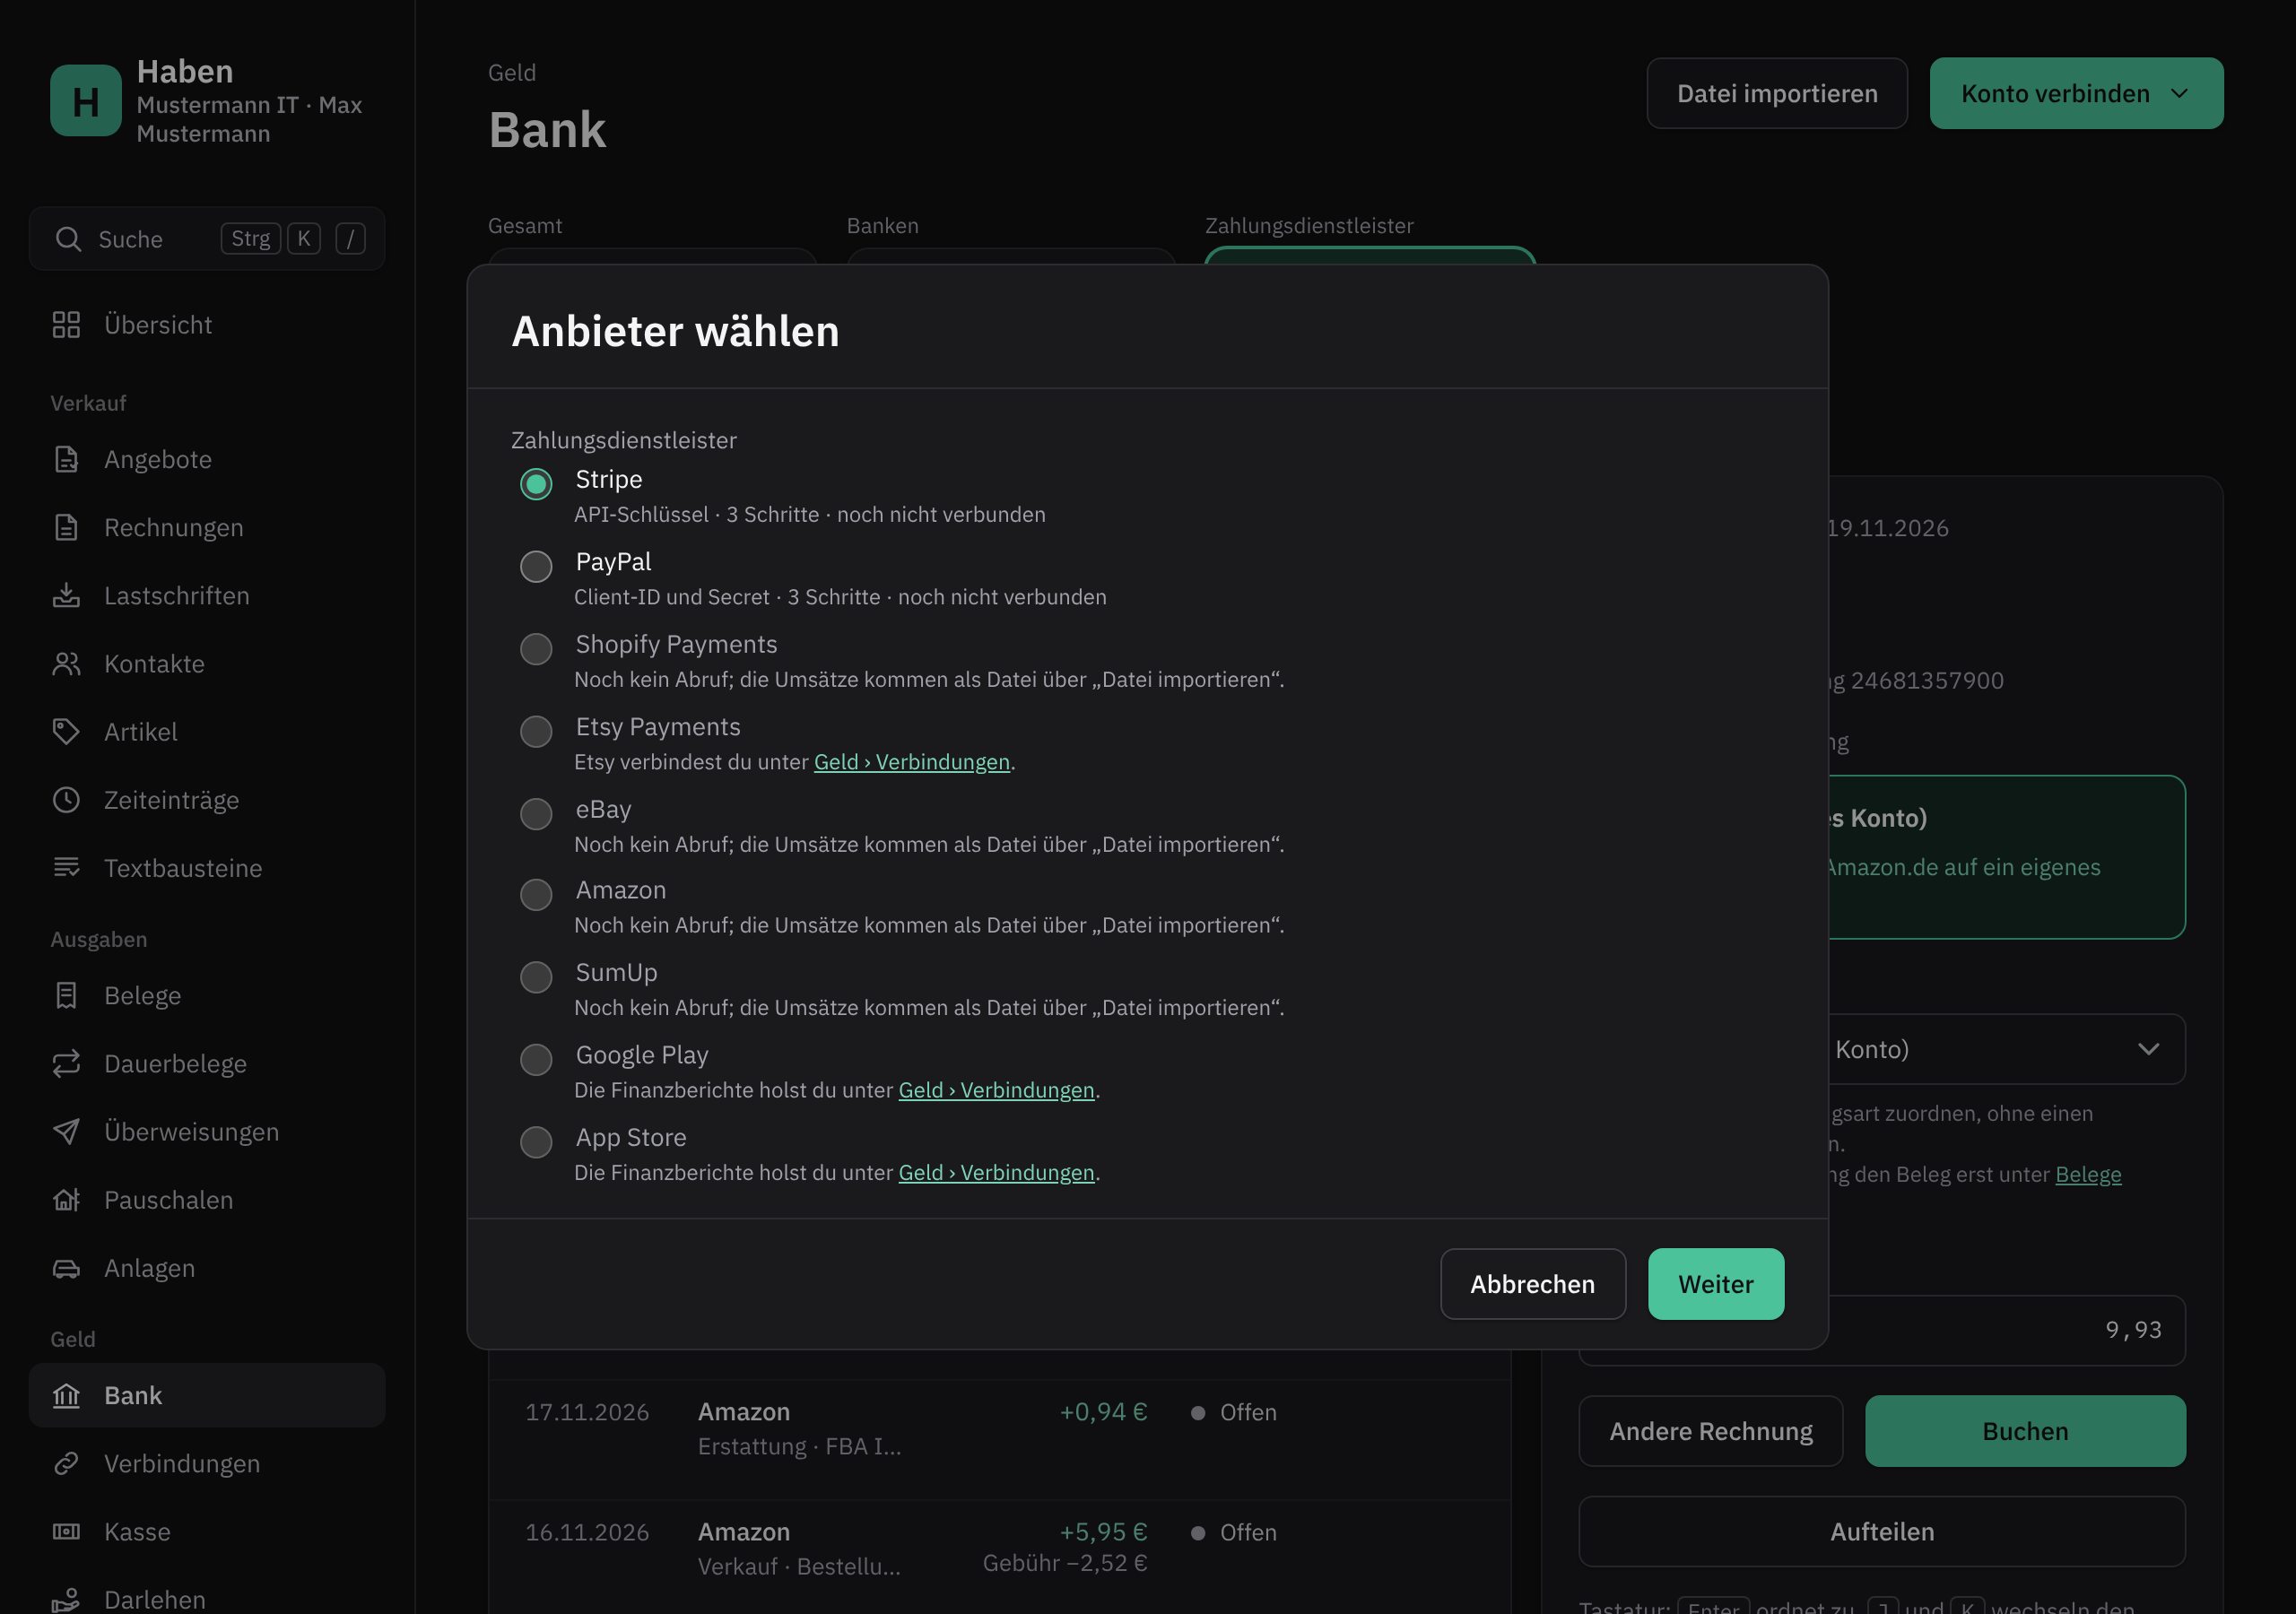 H
Haben
Mustermann IT · Max
Mustermann
Suche
Strg K /
Übersicht
Verkauf
Angebote
Rechnungen
Lastschriften
Kontakte
Artikel
Zeiteinträge
Textbausteine
Ausgaben
Belege
Dauerbelege
Überweisungen
Pauschalen
Anlagen
Geld
Bank
Verbindungen
Kasse
Darlehen
Geld
Bank
Datei importieren
Konto verbinden
Gesamt
Banken
Zahlungsdienstleister
Anbieter wählen
Zahlungsdienstleister
Stripe
API-Schlüssel · 3 Schritte · noch nicht verbunden
PayPal
Client-ID und Secret · 3 Schritte · noch nicht verbunden
Shopify Payments
Noch kein Abruf; die Umsätze kommen als Datei über „Datei importieren“.
Etsy Payments
Etsy verbindest du unter Geld › Verbindungen.
eBay
Noch kein Abruf; die Umsätze kommen als Datei über „Datei importieren“.
Amazon
Noch kein Abruf; die Umsätze kommen als Datei über „Datei importieren“.
SumUp
Noch kein Abruf; die Umsätze kommen als Datei über „Datei importieren“.
Google Play
Die Finanzberichte holst du unter Geld › Verbindungen.
App Store
Die Finanzberichte holst du unter Geld › Verbindungen.
Abbrechen
Weiter
19.11.2026
24681357900
Konto)
Amazon.de auf ein eigenes
Konto)
zuordnen, ohne einen
den Beleg erst unter Belege
9,93
Andere Rechnung
Buchen
Aufteilen
Tastatur: Enter ordnet zu, J und K wechseln den
17.11.2026
Amazon
+0,94 €
Offen
Erstattung · FBA I...
16.11.2026
Amazon
+5,95 €
Offen
Verkauf · Bestellu...
Gebühr −2,52 €